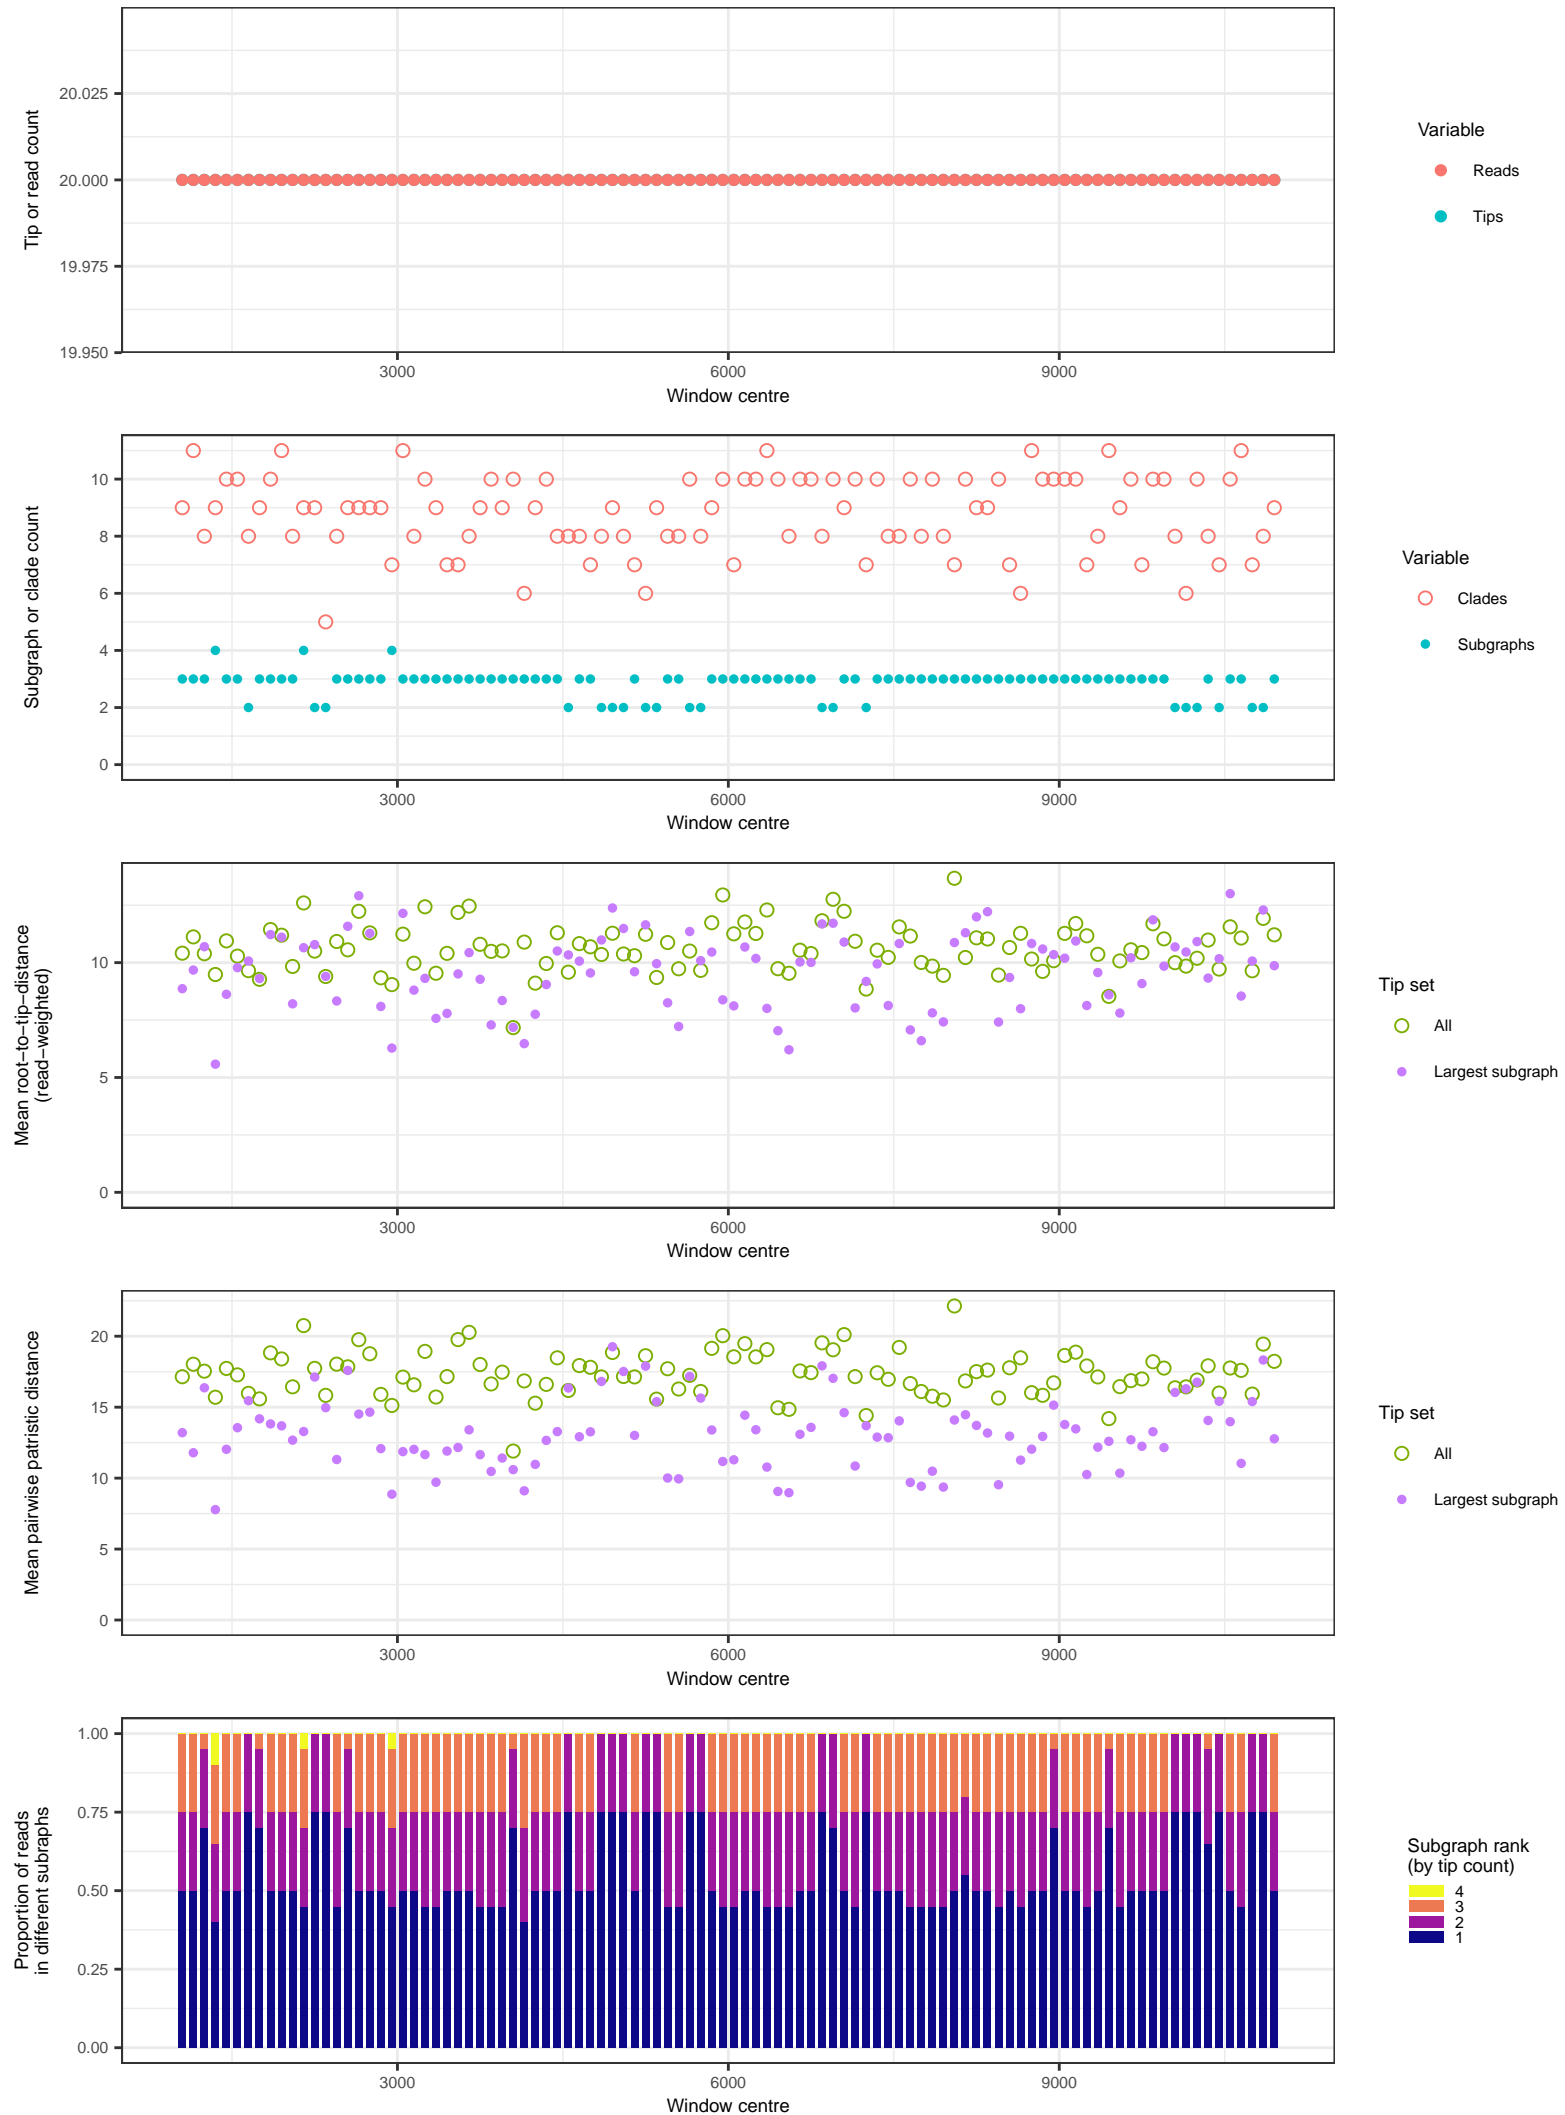 20.025
20.000
19.975
19.950
Tip or read count
3000
6000
9000
Window centre
Variable
Reads
Tips
10
8
6
4
2
0
Subgraph or clade count
3000
6000
9000
Window centre
Variable
Clades
Subgraphs
10
5
0
Mean root−to−tip−distance
(read−weighted)
3000
6000
9000
Window centre
Tip set
All
Largest subgraph
20
15
10
5
0
Mean pairwise patristic distance
3000
6000
9000
Window centre
Tip set
All
Largest subgraph
1.00
0.75
0.50
0.25
0.00
Proportion of reads
in different subraphs
3000
6000
9000
Window centre
Subgraph rank
(by tip count)
4
3
2
1